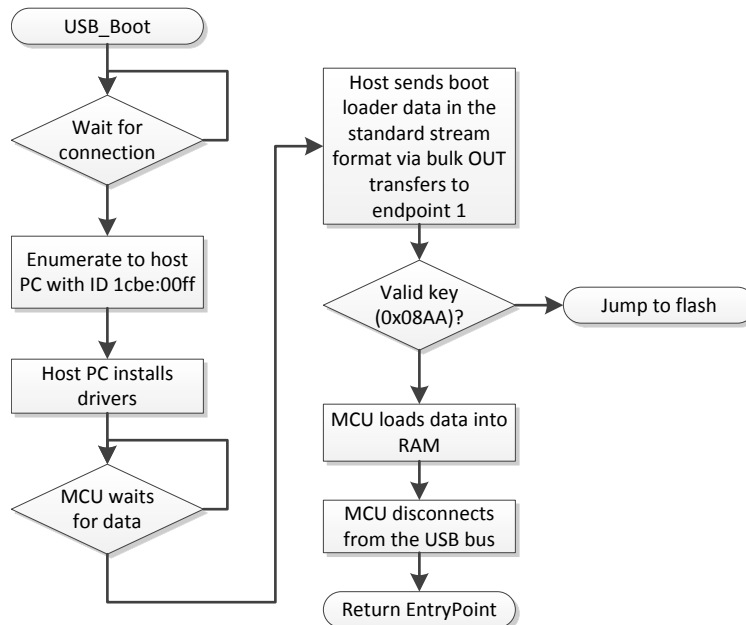 USB_Boot
Wait for
connection
Enumerate to host
PC with ID 1cbe:00ff
Host PC installs
drivers
MCU waits
for data
Host sends boot
loader data in the
standard stream
format via bulk OUT
transfers to
endpoint 1
Valid key
(0x08AA)?
Jump to flash
MCU loads data into
RAM
MCU disconnects
from the USB bus
Return EntryPoint